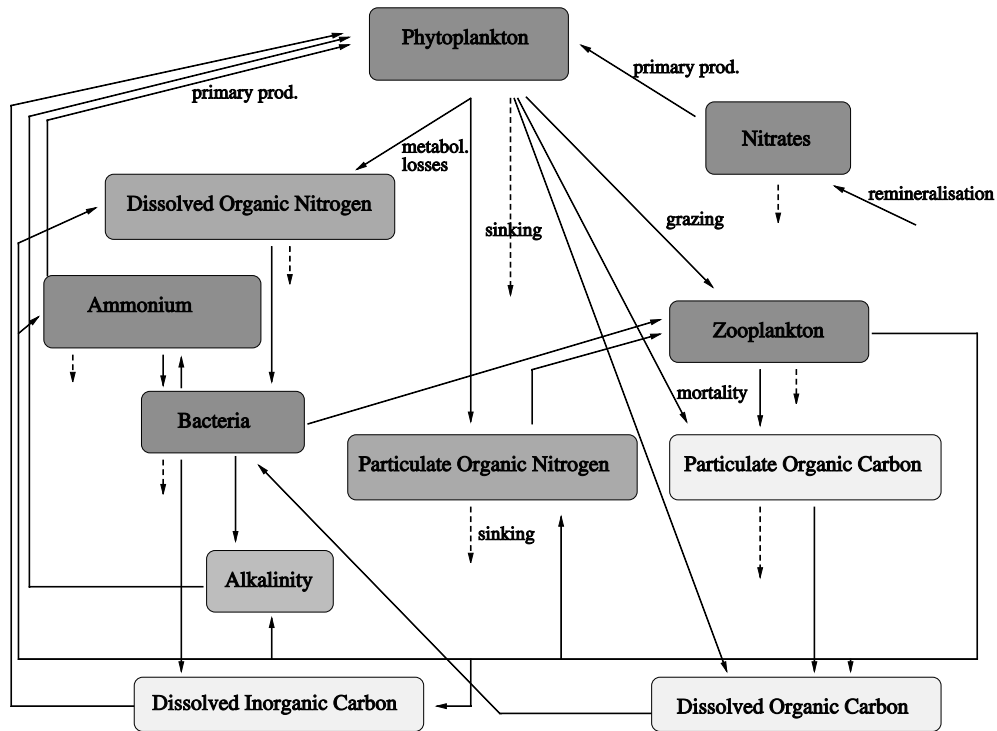 Phytoplankton
primary prod.
primary prod.
Nitrates
metabol.
losses
remineralisation
Dissolved Organic Nitrogen
sinking
grazing
Ammonium
Zooplankton
mortality
Bacteria
Particulate Organic Nitrogen
Particulate Organic Carbon
sinking
Alkalinity
Dissolved Inorganic Carbon
Dissolved Organic Carbon